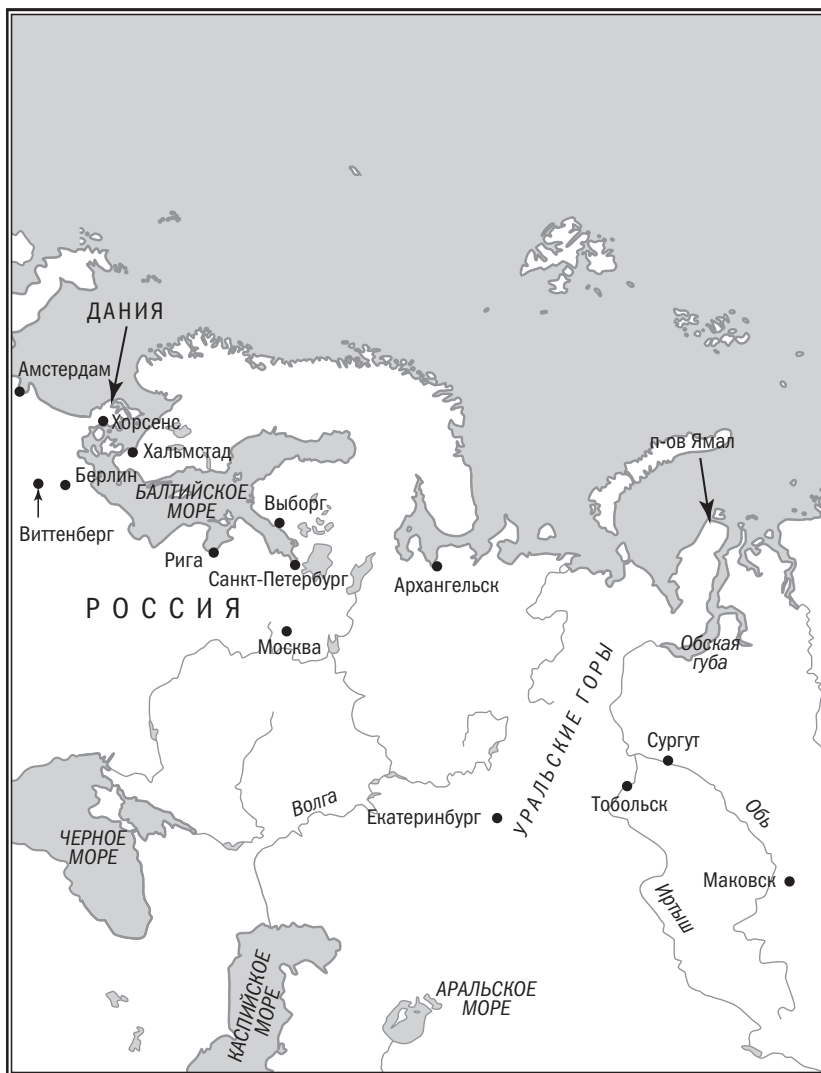 ДАНИЯ
Амстердам
Хорсенс
Хальмстад
п-ов Ямал
Берлин
БАЛТИЙСКОЕ
МОРЕ
Выборг
Виттенберг
Рига
Санкт-Петербург
Архангельск
РОССИЯ
Москва
Обская
губа
УРАЛЬСКИЕ ГОРЫ
Сургут
Тобольск
Волга
Екатеринбург
Обь
ЧЕРНОЕ
МОРЕ
Маковск
Иртыш
КАСПИЙСКОЕ
МОРЕ
АРАЛЬСКОЕ
МОРЕ